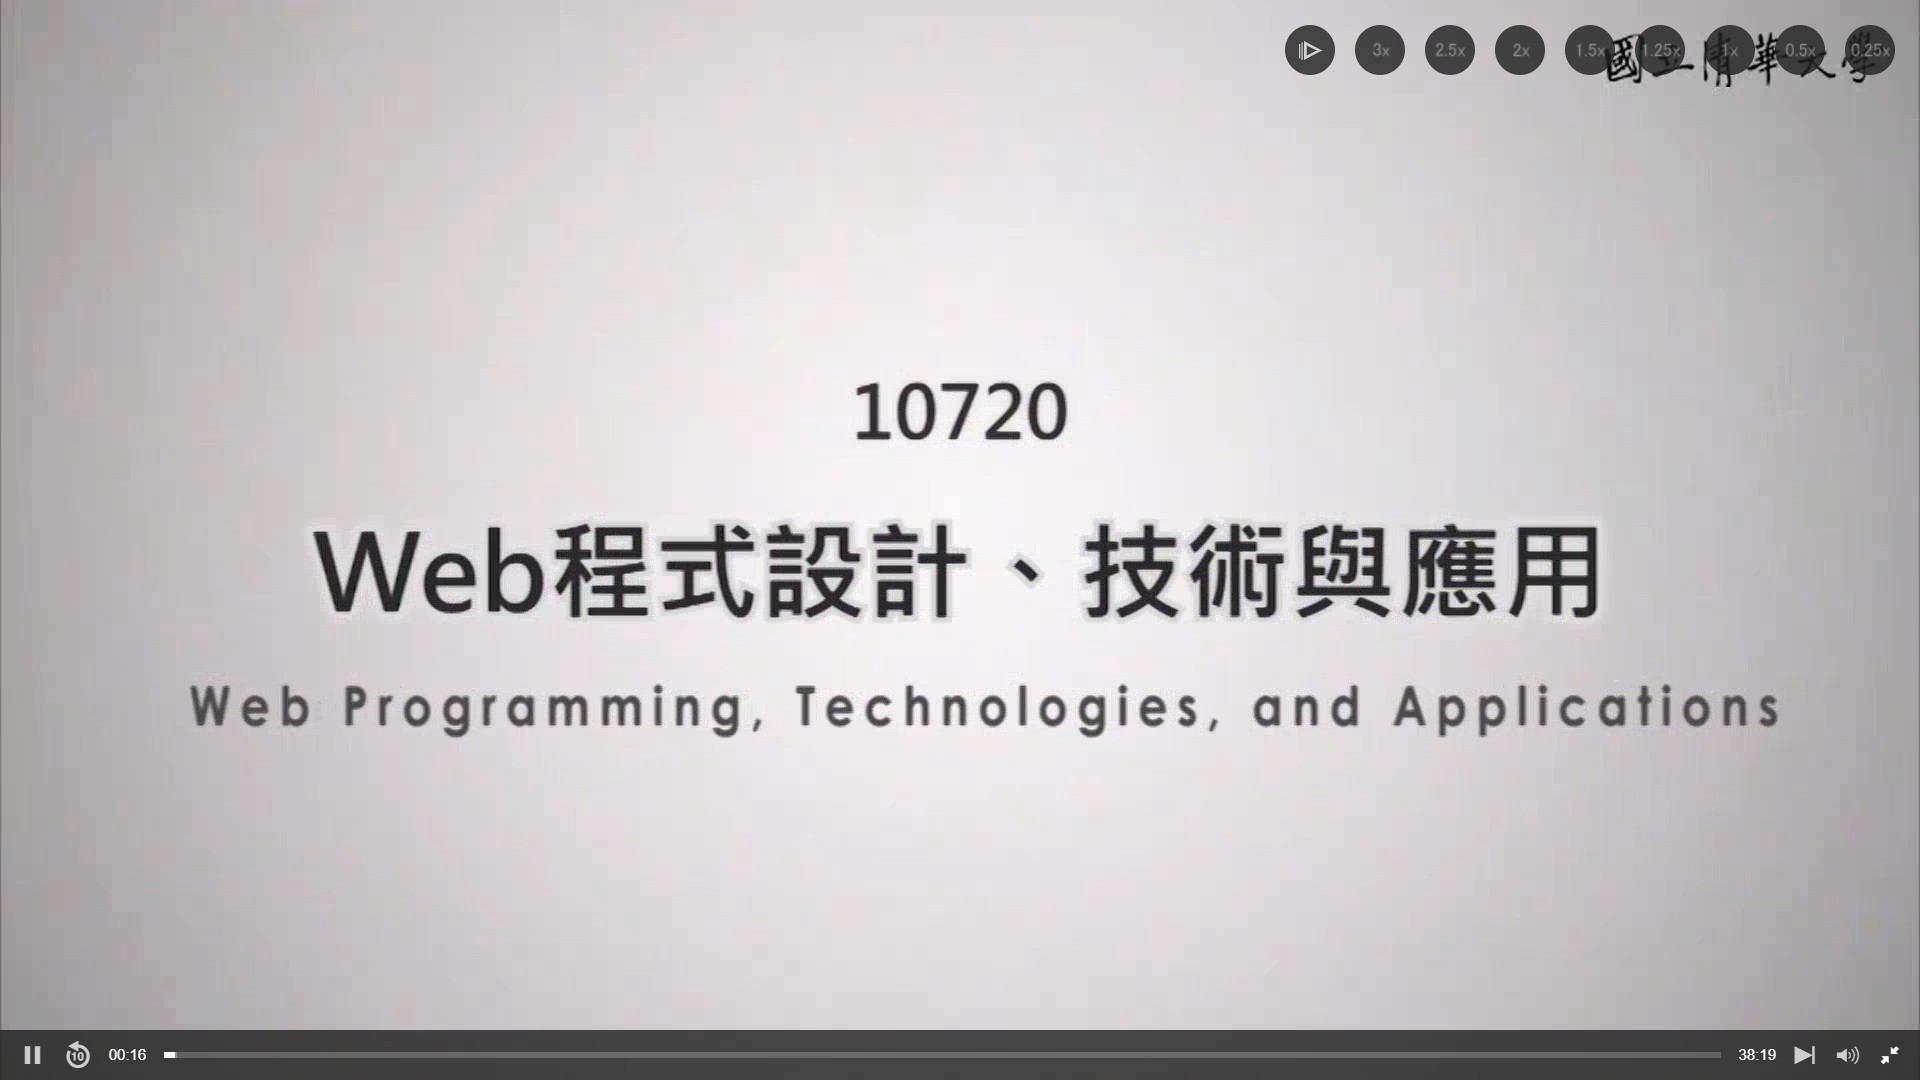 3x 2.5x 2x 1.5x 1.25x 1x 0.5x 0.25x
國立清華大學
10720
Web程式設計、技術與應用
Web Programming, Technologies, and Applications
10 00:16 38:19